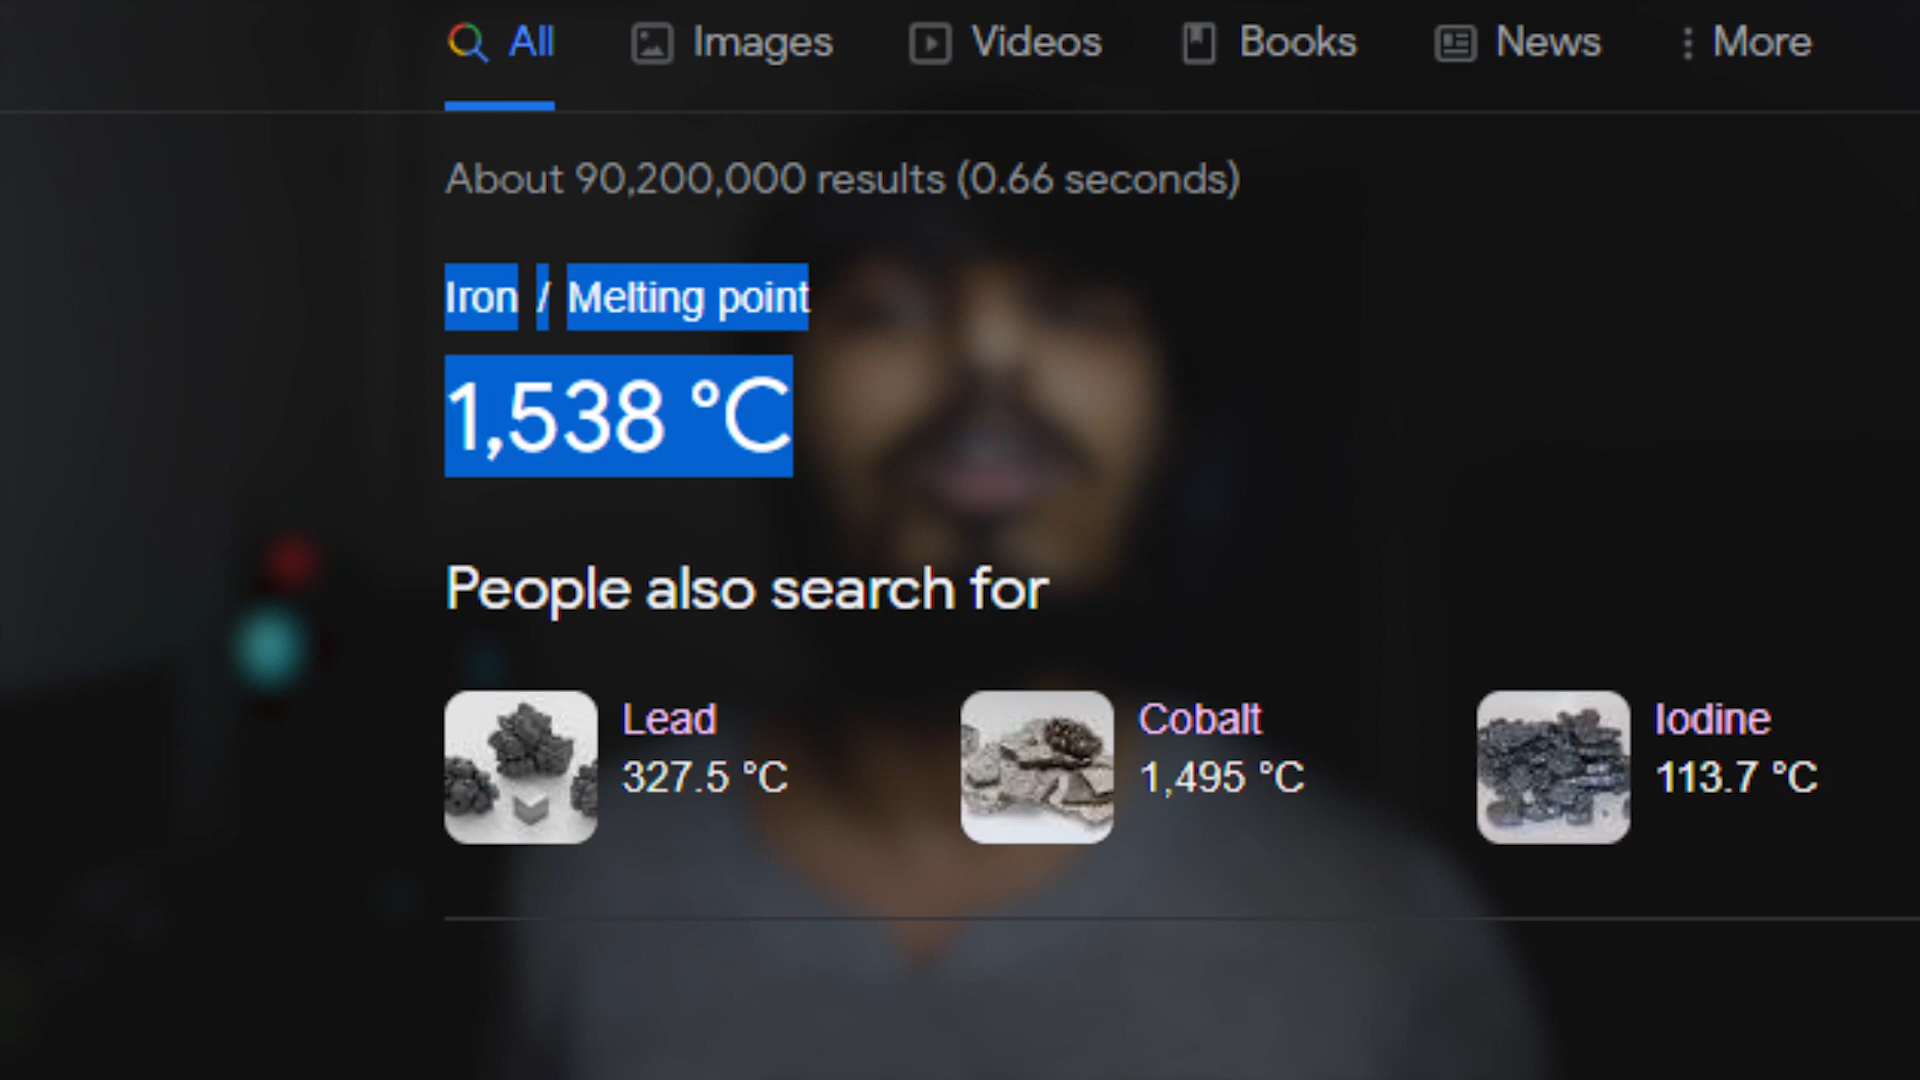 All Images Videos Books News More
About 90,200,000 results (0.66 seconds)
Iron / Melting point
1,538 °C
People also search for
Lead
327.5 °C
Cobalt
1,495 °C
Iodine
113.7 °C